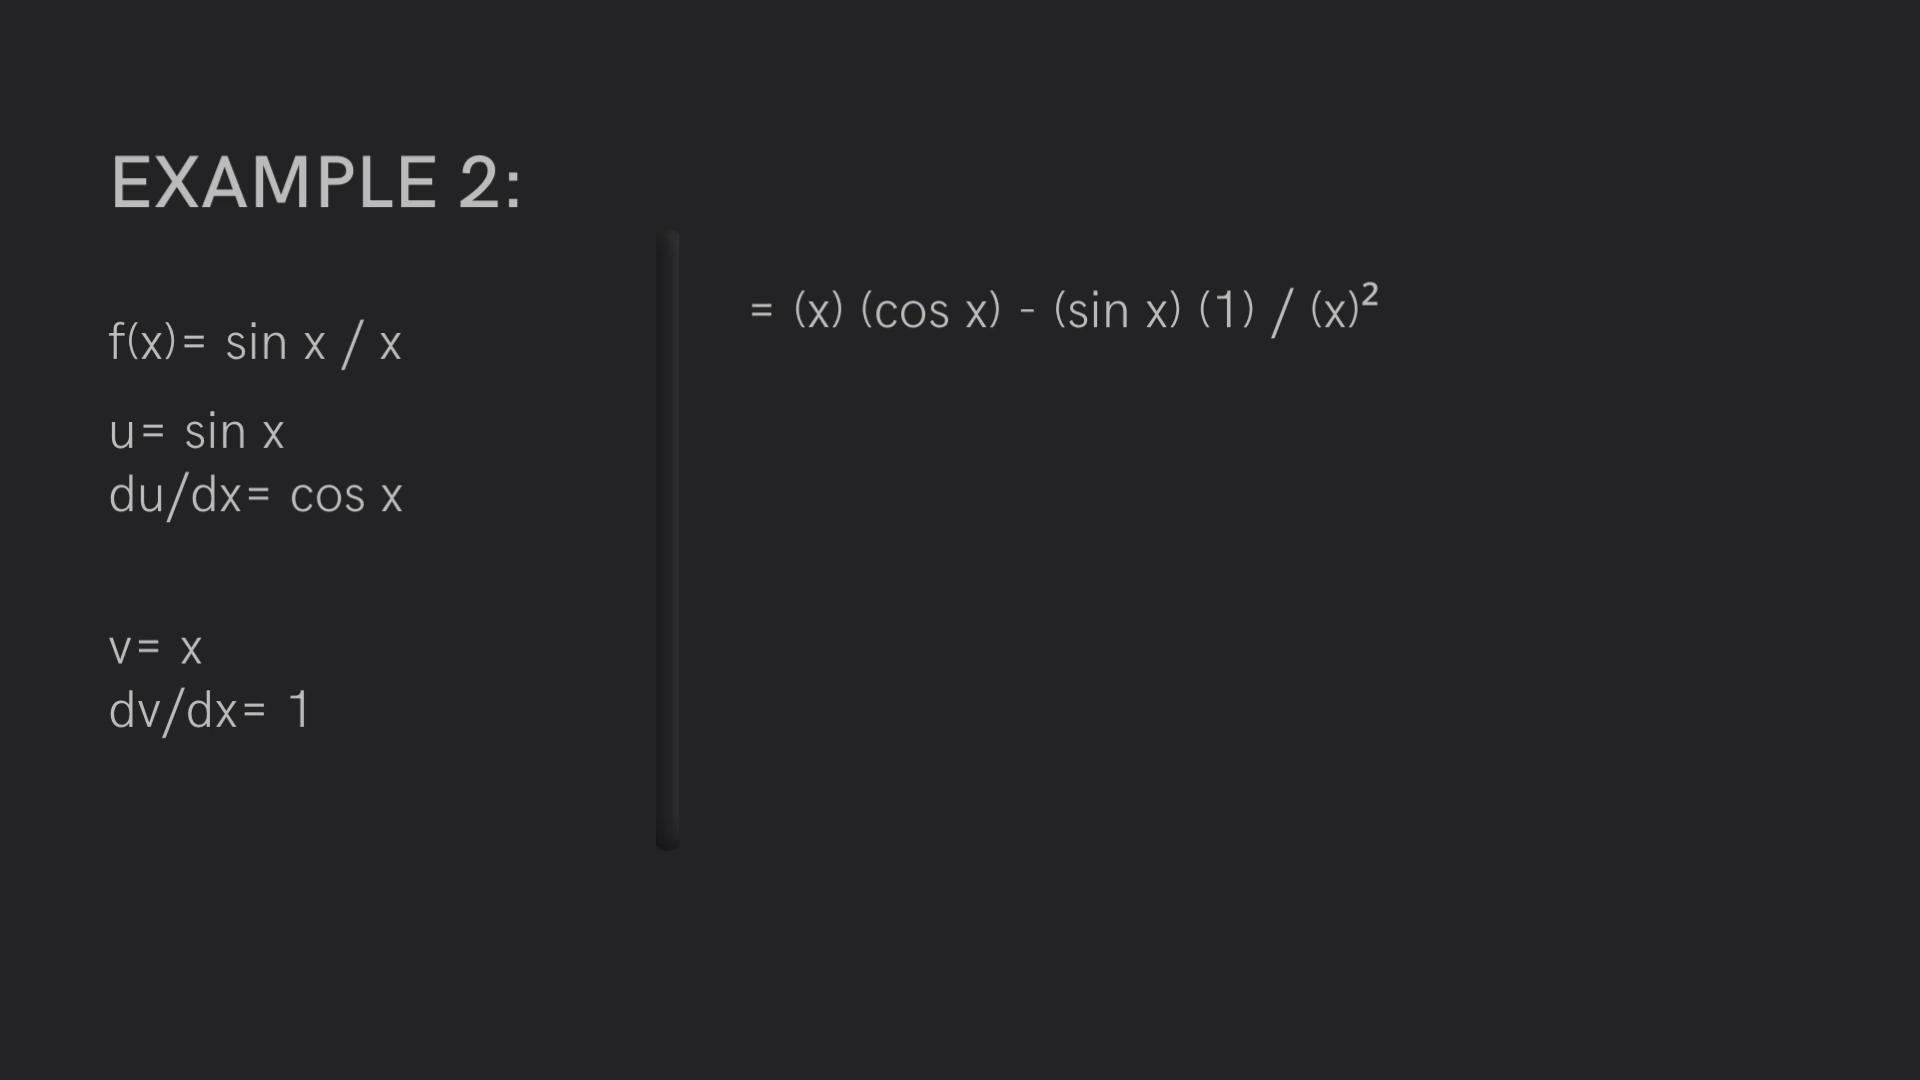 EXAMPLE 2:
f(x)= sin x / x
u= sin x
du/dx= cos x
v= x
dv/dx= 1
= (x) (cos x) - (sin x) (1) / (x)²